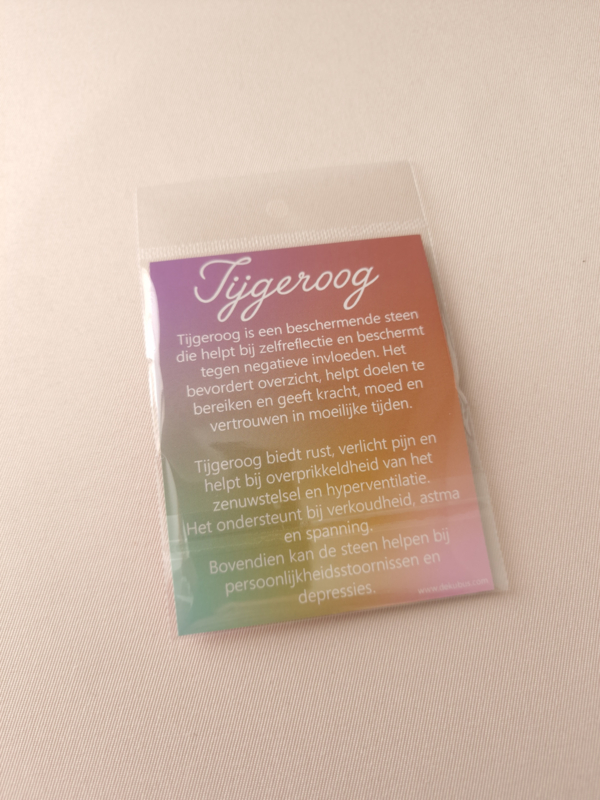 Tijgeroog
Tijgeroog is een beschermende steen
die helpt bij zelfreflectie en beschermt
tegen negatieve invloeden. Het
bevordert overzicht, helpt doelen te
bereiken en geeft kracht, moed en
vertrouwen in moeilijke tijden.
Tijgeroog biedt rust, verlicht pijn en
helpt bij overprikkeldheid van het
zenuwstelsel en hyperventilatie.
Het ondersteunt bij verkoudheid, astma
en spanning.
Bovendien kan de steen helpen bij
persoonlijkheidsstoornissen en
depressies.